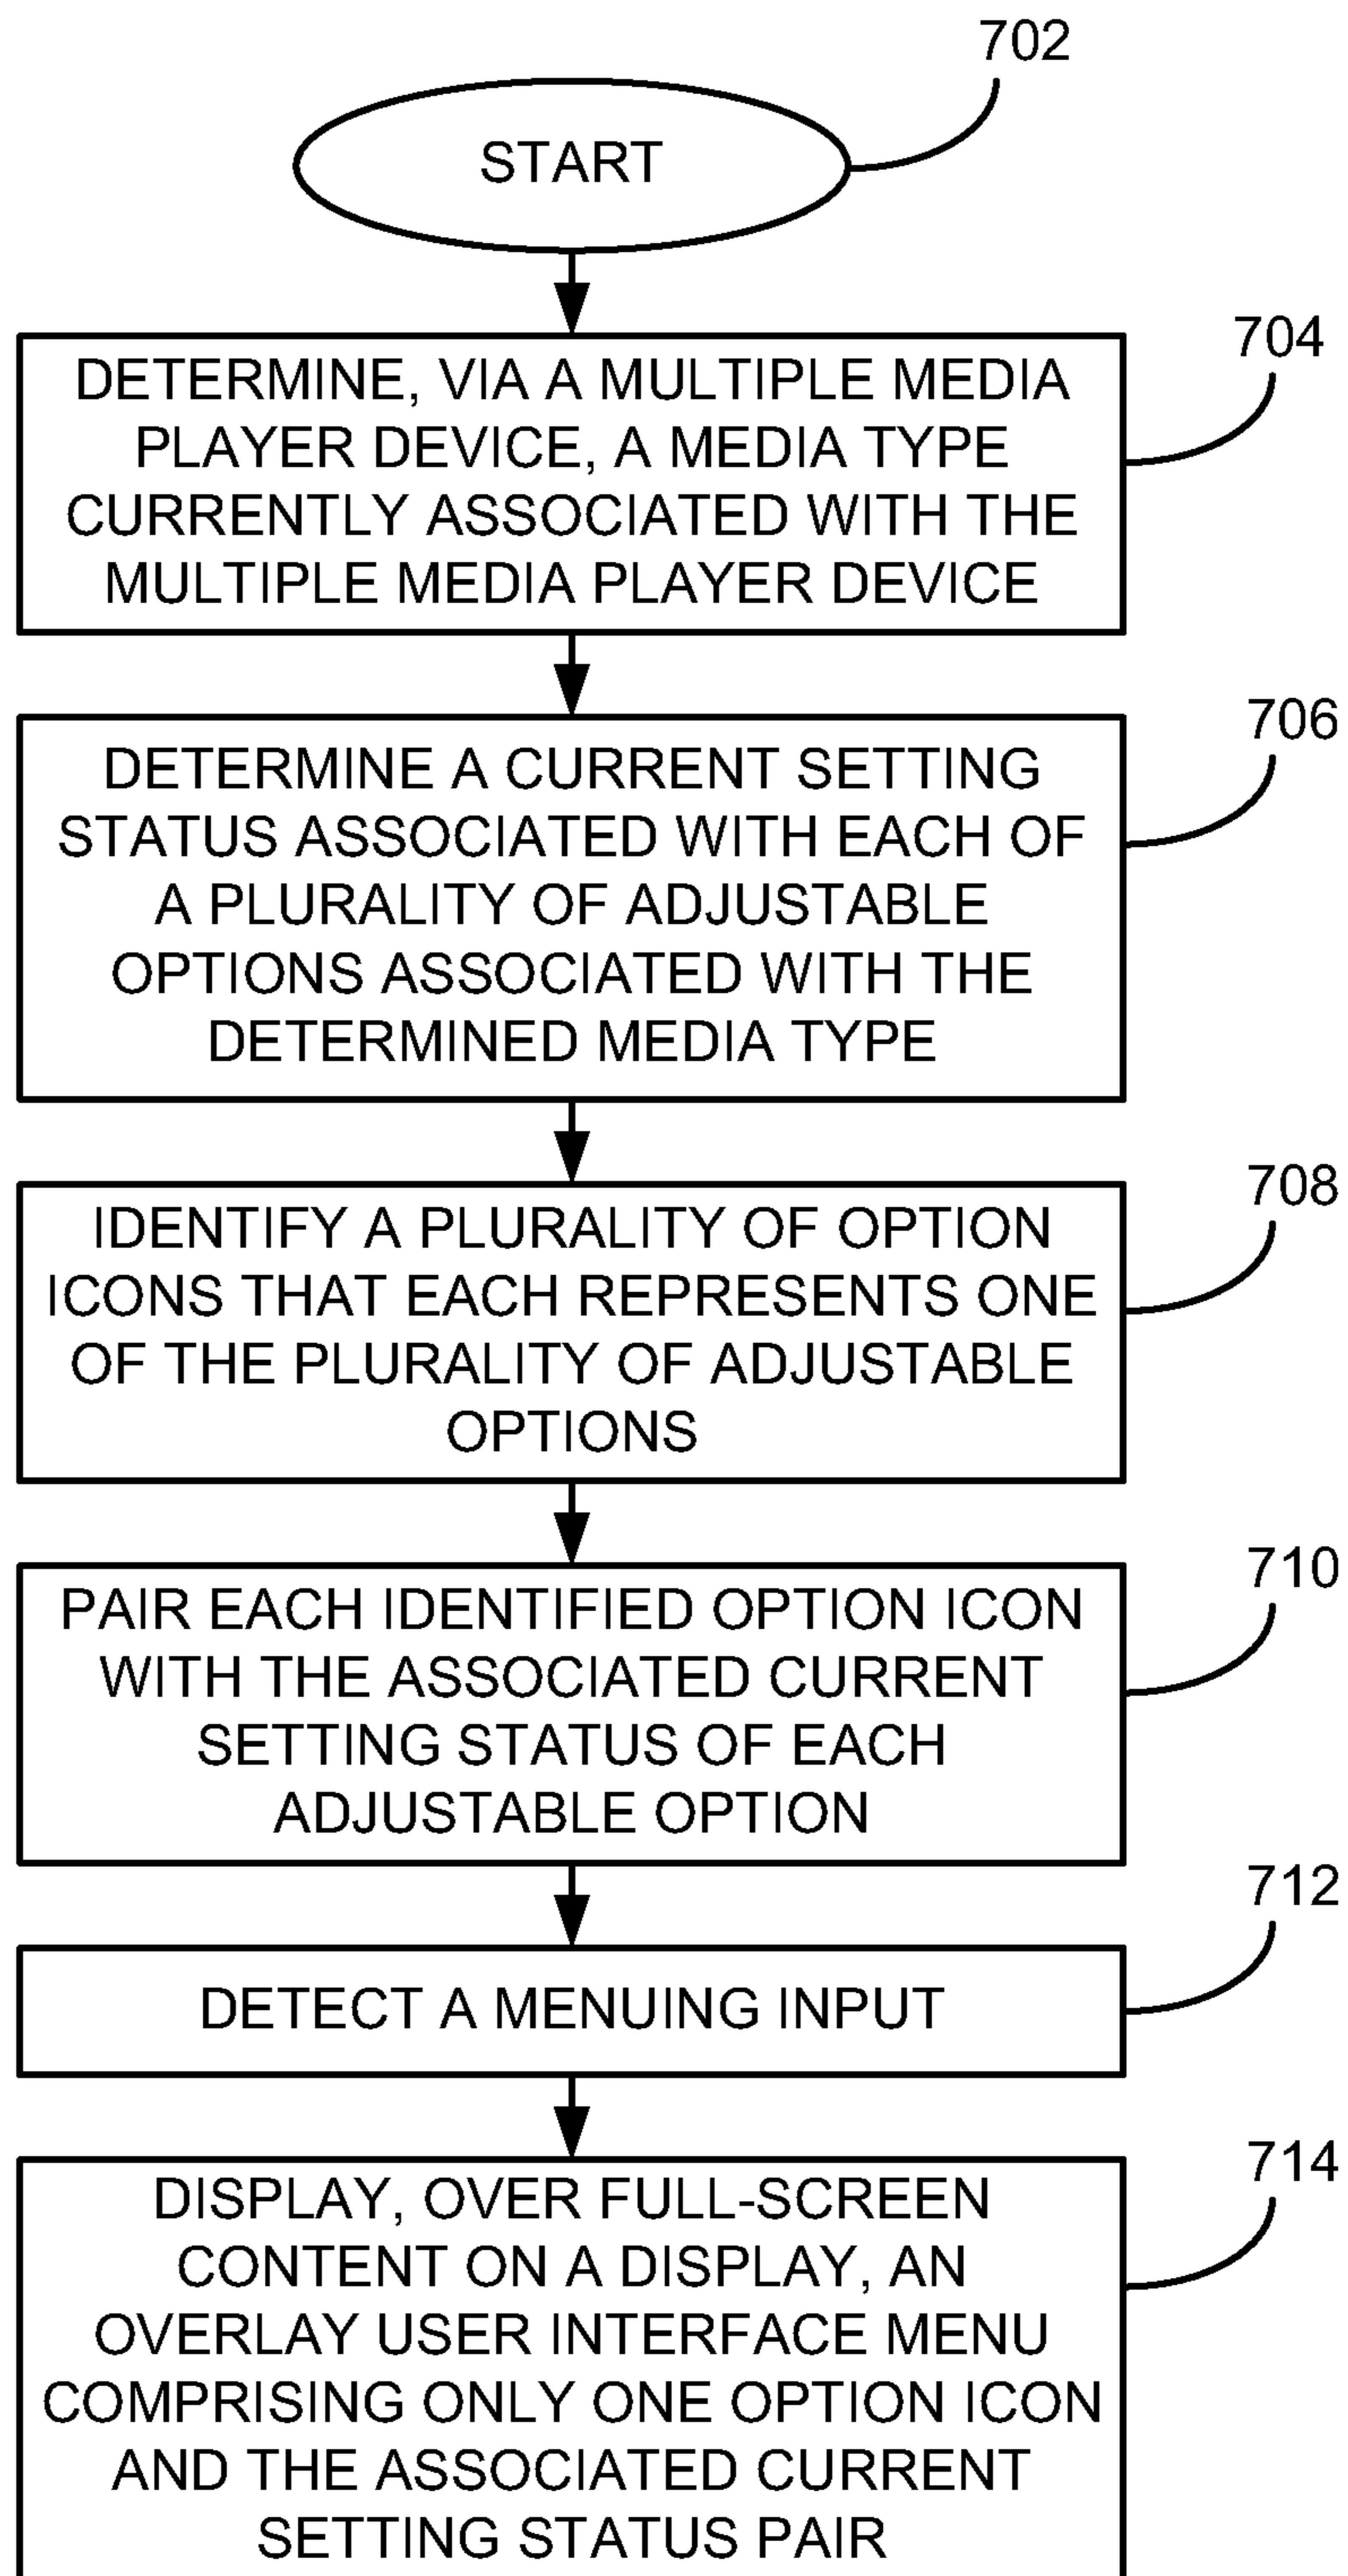 702
START
704
DETERMINE, VIA A MULTIPLE MEDIA
PLAYER DEVICE, A MEDIA TYPE
CURRENTLY ASSOCIATED WITH THE
MULTIPLE MEDIA PLAYER DEVICE
706
DETERMINE A CURRENT SETTING
STATUS ASSOCIATED WITH EACH OF
A PLURALITY OF ADJUSTABLE
OPTIONS ASSOCIATED WITH THE
DETERMINED MEDIA TYPE
708
IDENTIFY A PLURALITY OF OPTION
ICONS THAT EACH REPRESENTS ONE
OF THE PLURALITY OF ADJUSTABLE
OPTIONS
710
PAIR EACH IDENTIFIED OPTION ICON
WITH THE ASSOCIATED CURRENT
SETTING STATUS OF EACH
ADJUSTABLE OPTION
712
DETECT A MENUING INPUT
714
DISPLAY, OVER FULL-SCREEN
CONTENT ON A DISPLAY, AN
OVERLAY USER INTERFACE MENU
COMPRISING ONLY ONE OPTION ICON
AND THE ASSOCIATED CURRENT
SETTING STATUS PAIR